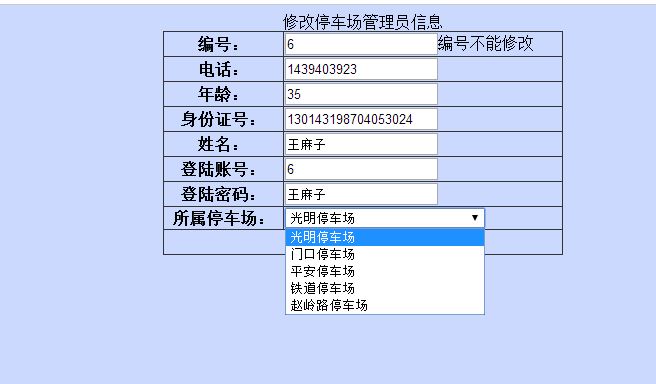 修改停车场管理员信息
编号： 6 编号不能修改
电话： 1439403923
年龄： 35
身份证号： 130143198704053024
姓名： 王麻子
登陆账号： 6
登陆密码： 王麻子
所属停车场： 光明停车场
光明停车场
门口停车场
平安停车场
铁道停车场
赵岭路停车场